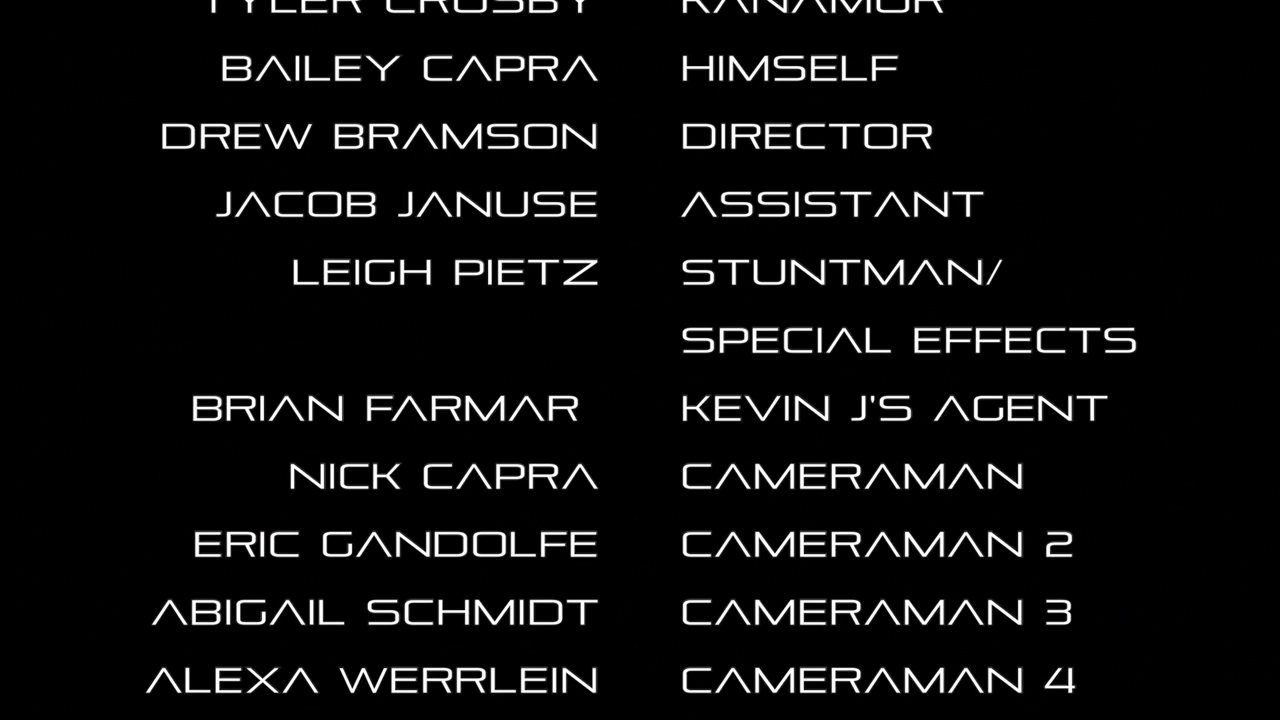 TYLER CROSBY KANAMOR
BAILEY CAPRA HIMSELF
DREW BRAMSON DIRECTOR
JACOB JANUSE ASSISTANT
LEIGH PIETZ STUNTMAN/
SPECIAL EFFECTS
BRIAN FARMAR KEVIN J'S AGENT
NICK CAPRA CAMERAMAN
ERIC GANDOLFE CAMERAMAN 2
ABIGAIL SCHMIDT CAMERAMAN 3
ALEXA WERRLEIN CAMERAMAN 4